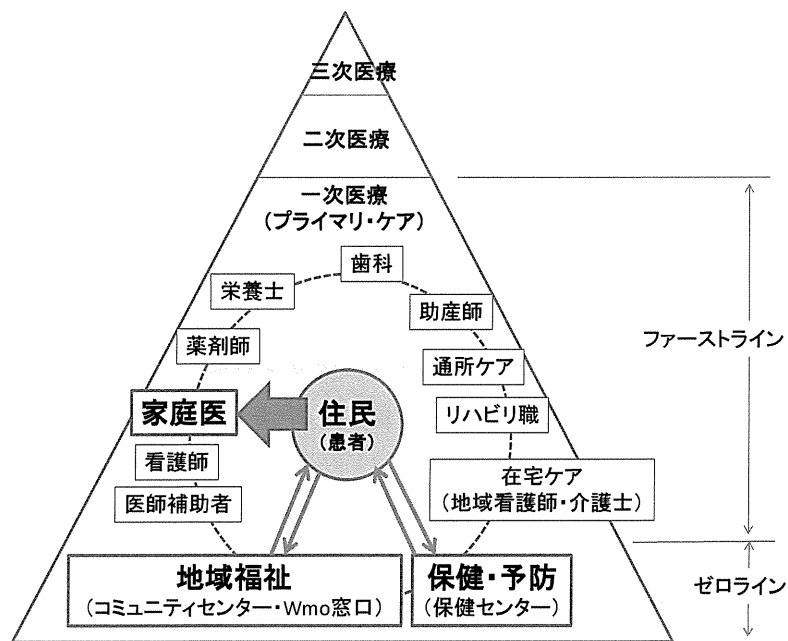 三次医療
二次医療
一次医療
(プライマリ・ケア)
歯科
栄養士
助産師
薬剤師
通所ケア
ファーストライン
家庭医
住民
(患者)
リハビリ職
看護師
在宅ケア
(地域看護師・介護士)
医師補助者
地域福祉
(コミュニティセンター・Wmo窓口)
保健・予防
(保健センター)
ゼロライン